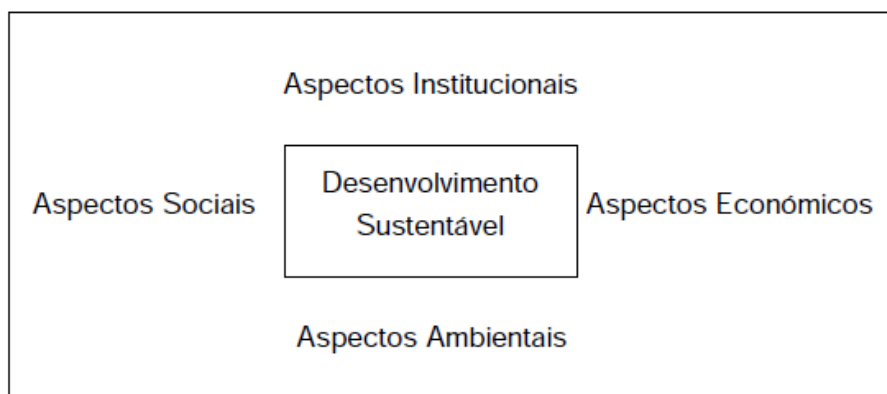 Aspectos Institucionais
Desenvolvimento
Aspectos Sociais
Aspectos Económicos
Sustentável
Aspectos Ambientais